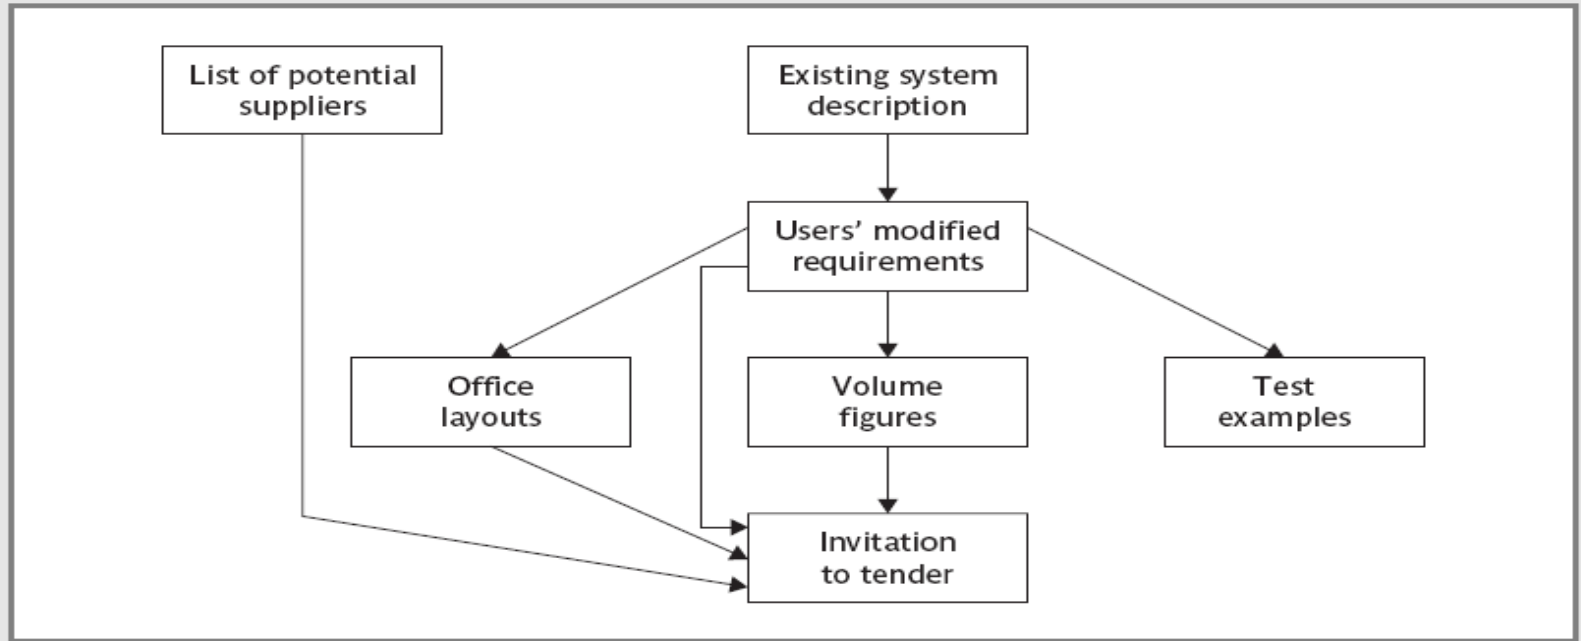 List of potential
suppliers
Existing system
description
Users’ modified
requirements
Office
layouts
Volume
figures
Test
examples
Invitation
to tender